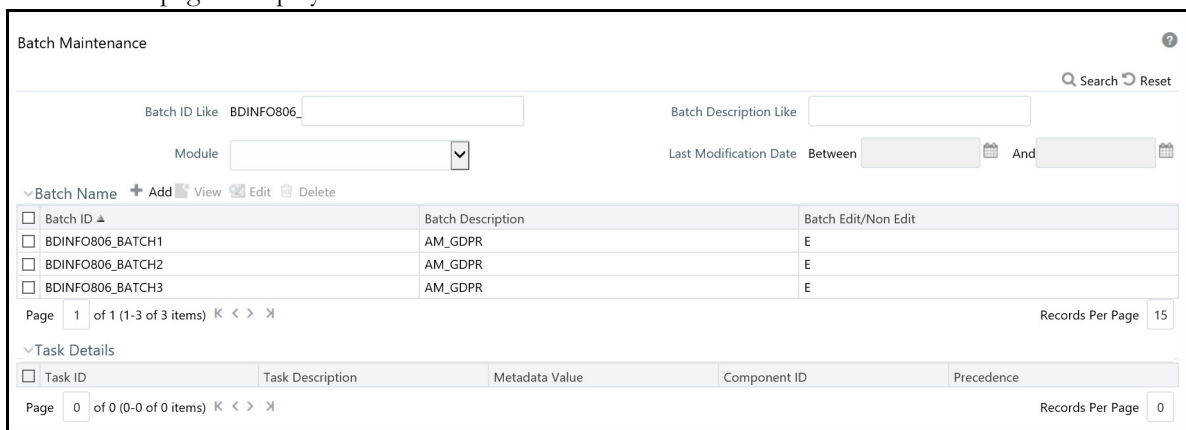 Batch Maintenance
Search Reset
Batch ID Like BDINFO806_ Batch Description Like
Module Last Modification Date Between And
Batch Name Add View Edit Delete
Batch ID Batch Description Batch Edit/Non Edit
BDINFO806_BATCH1 AM_GDPR E
BDINFO806_BATCH2 AM_GDPR E
BDINFO806_BATCH3 AM_GDPR E
Page 1 of 1 (1-3 of 3 items) Records Per Page 15
Task Details
Task ID Task Description Metadata Value Component ID Precedence
Page 0 of 0 (0-0 of 0 items) Records Per Page 0